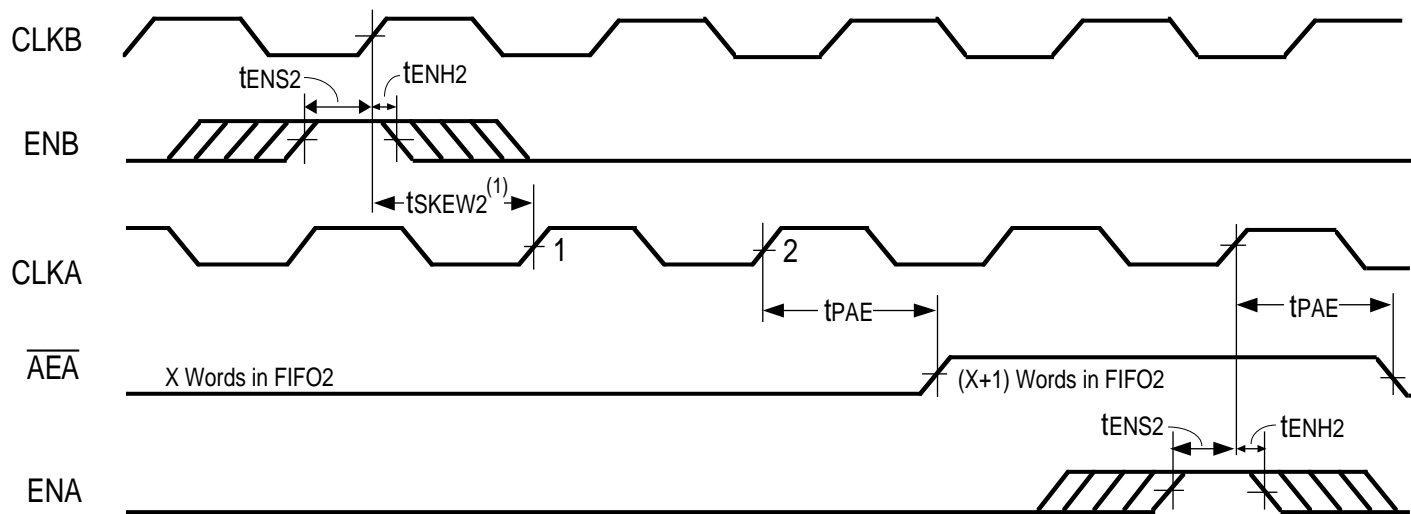 CLKB
tENS2
tENH2
ENB
tSKEW2(1)
1
2
CLKA
tPAE
tPAE
AEA
X Words in FIFO2
(X+1) Words in FIFO2
tENS2
tENH2
ENA